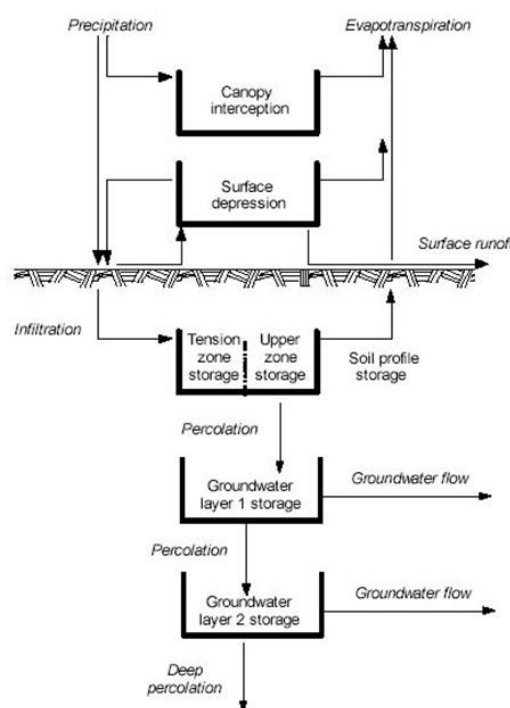 Precipitation
Evapotranspiration
Canopy
interception
Surface
depression
Surface runoff
Infiltration
Tension
zone
storage
Upper
zone
storage
Soil profile
storage
Percolation
Groundwater
layer 1 storage
Groundwater flow
Percolation
Groundwater
layer 2 storage
Groundwater flow
Deep
percolation